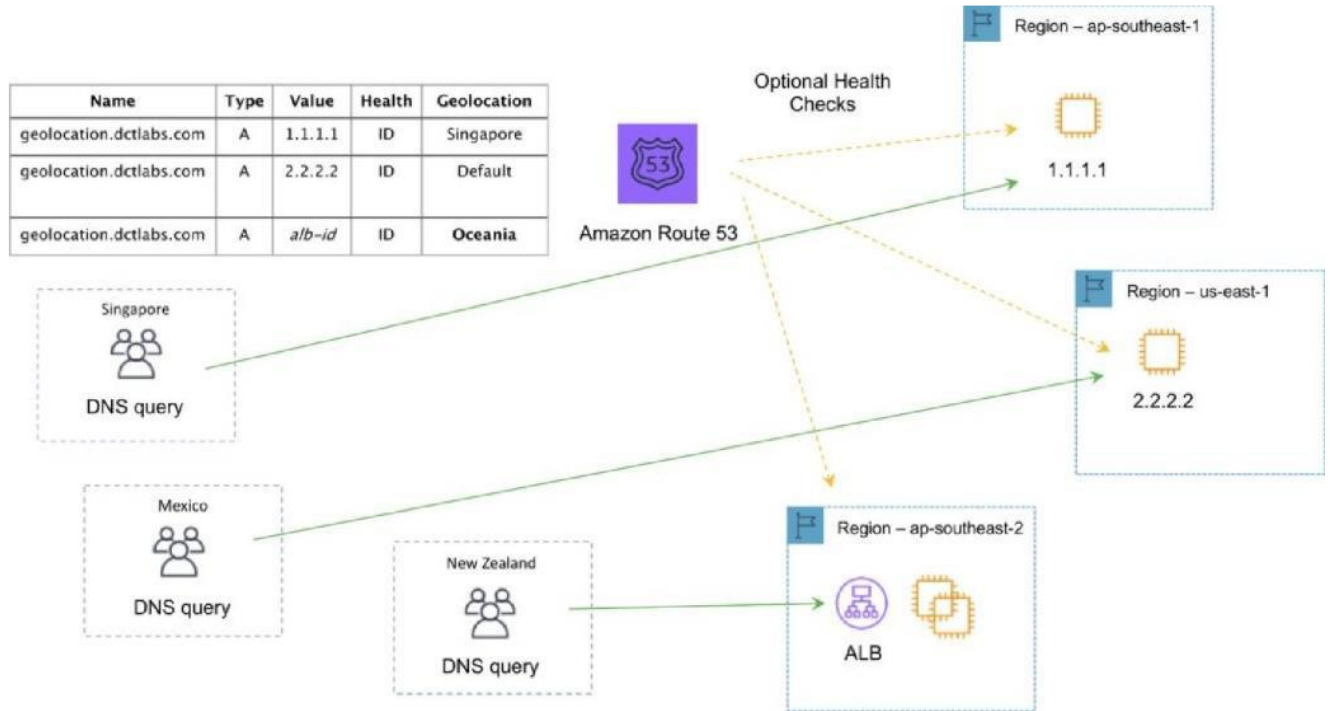 Region – ap-southeast-1
Optional Health
Checks
Name Type Value Health Geolocation
geolocation.dctlabs.com A 1.1.1.1 ID Singapore
geolocation.dctlabs.com A 2.2.2.2 ID Default
geolocation.dctlabs.com A alb-id ID Oceania
53
1.1.1.1
Amazon Route 53
Region – us-east-1
Singapore
DNS query
2.2.2.2
Mexico
DNS query
Region – ap-southeast-2
New Zealand
DNS query
ALB